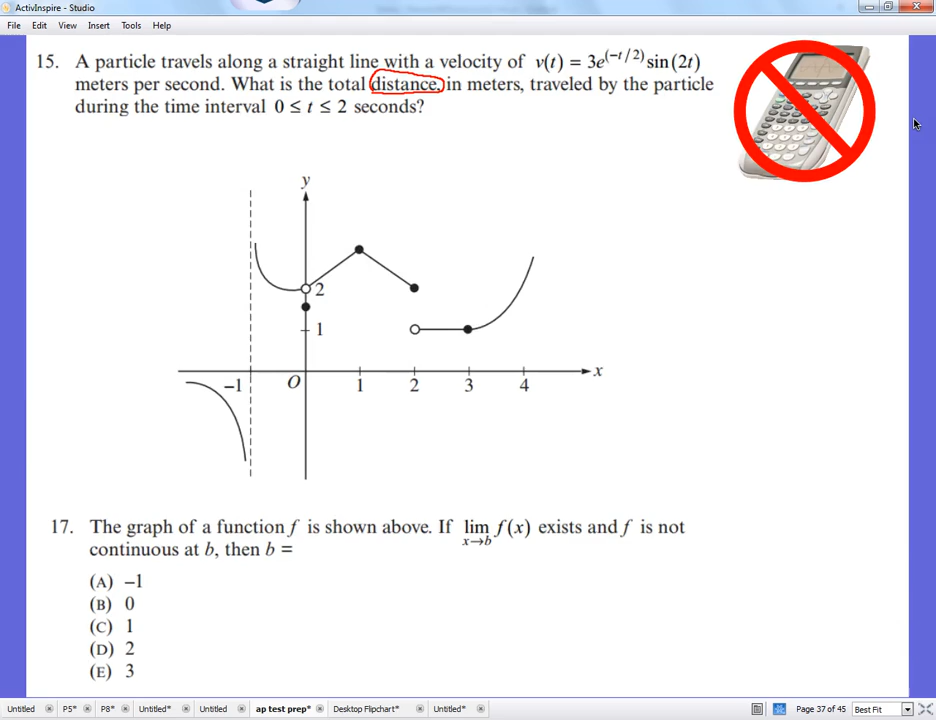 ActivInspire - Studio
File Edit View Insert Tools Help
15. A particle travels along a straight line with a velocity of v(t) = 3e^(−t/2) sin(2t)
meters per second. What is the total distance, in meters, traveled by the particle
during the time interval 0 ≤ t ≤ 2 seconds?
y
2
1
−1 O 1 2 3 4 x
17. The graph of a function f is shown above. If lim f(x) exists and f is not
x→b
continuous at b, then b =
(A) −1
(B) 0
(C) 1
(D) 2
(E) 3
Untitled P5* P8* Untitled* Untitled ap test prep* Desktop Flipchart* Untitled* Page 37 of 45 Best Fit